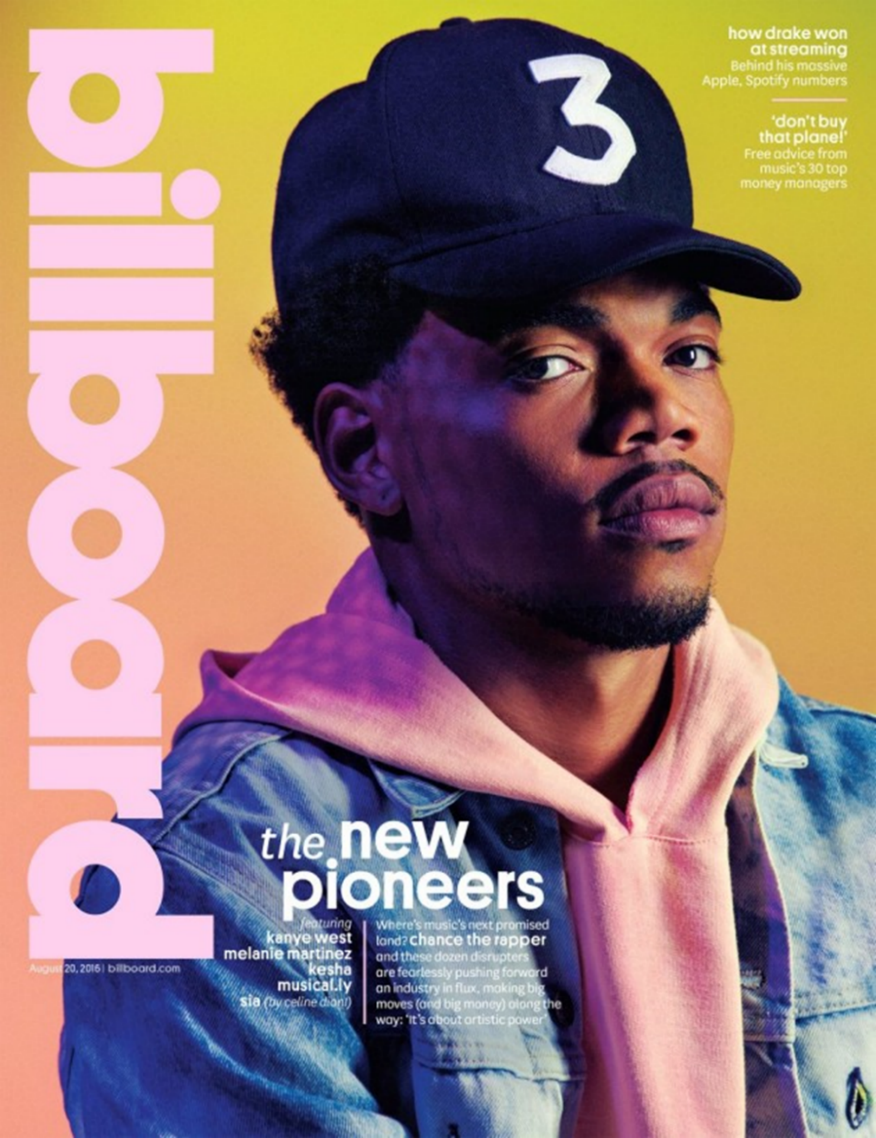 billboard
3
how drake won
at streaming
Behind his massive
Apple, Spotify numbers
'don't buy
that plane!'
Free advice from
music's 30 top
money managers
the new
pioneers
featuring
kanye west
melanie martinez
kesha
musical.ly
sia (by celine dion!)
Where's music's next promised
land? chance the rapper
and these dozen disrupters
are fearlessly pushing forward
an industry in flux, making big
moves (and big money) along the
way: 'It's about artistic power'
August 20, 2016 | billboard.com